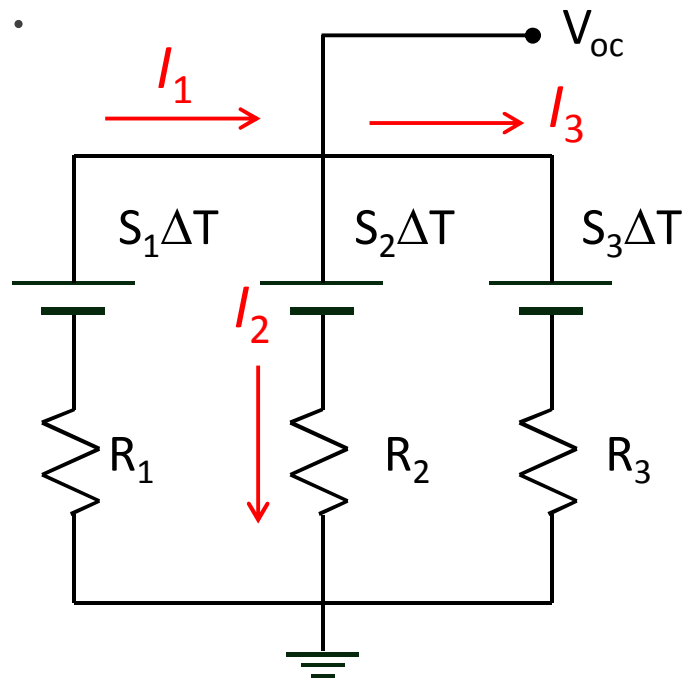 •
V_oc
I_1
I_3
S_1ΔT
S_2ΔT
S_3ΔT
I_2
R_1
R_2
R_3